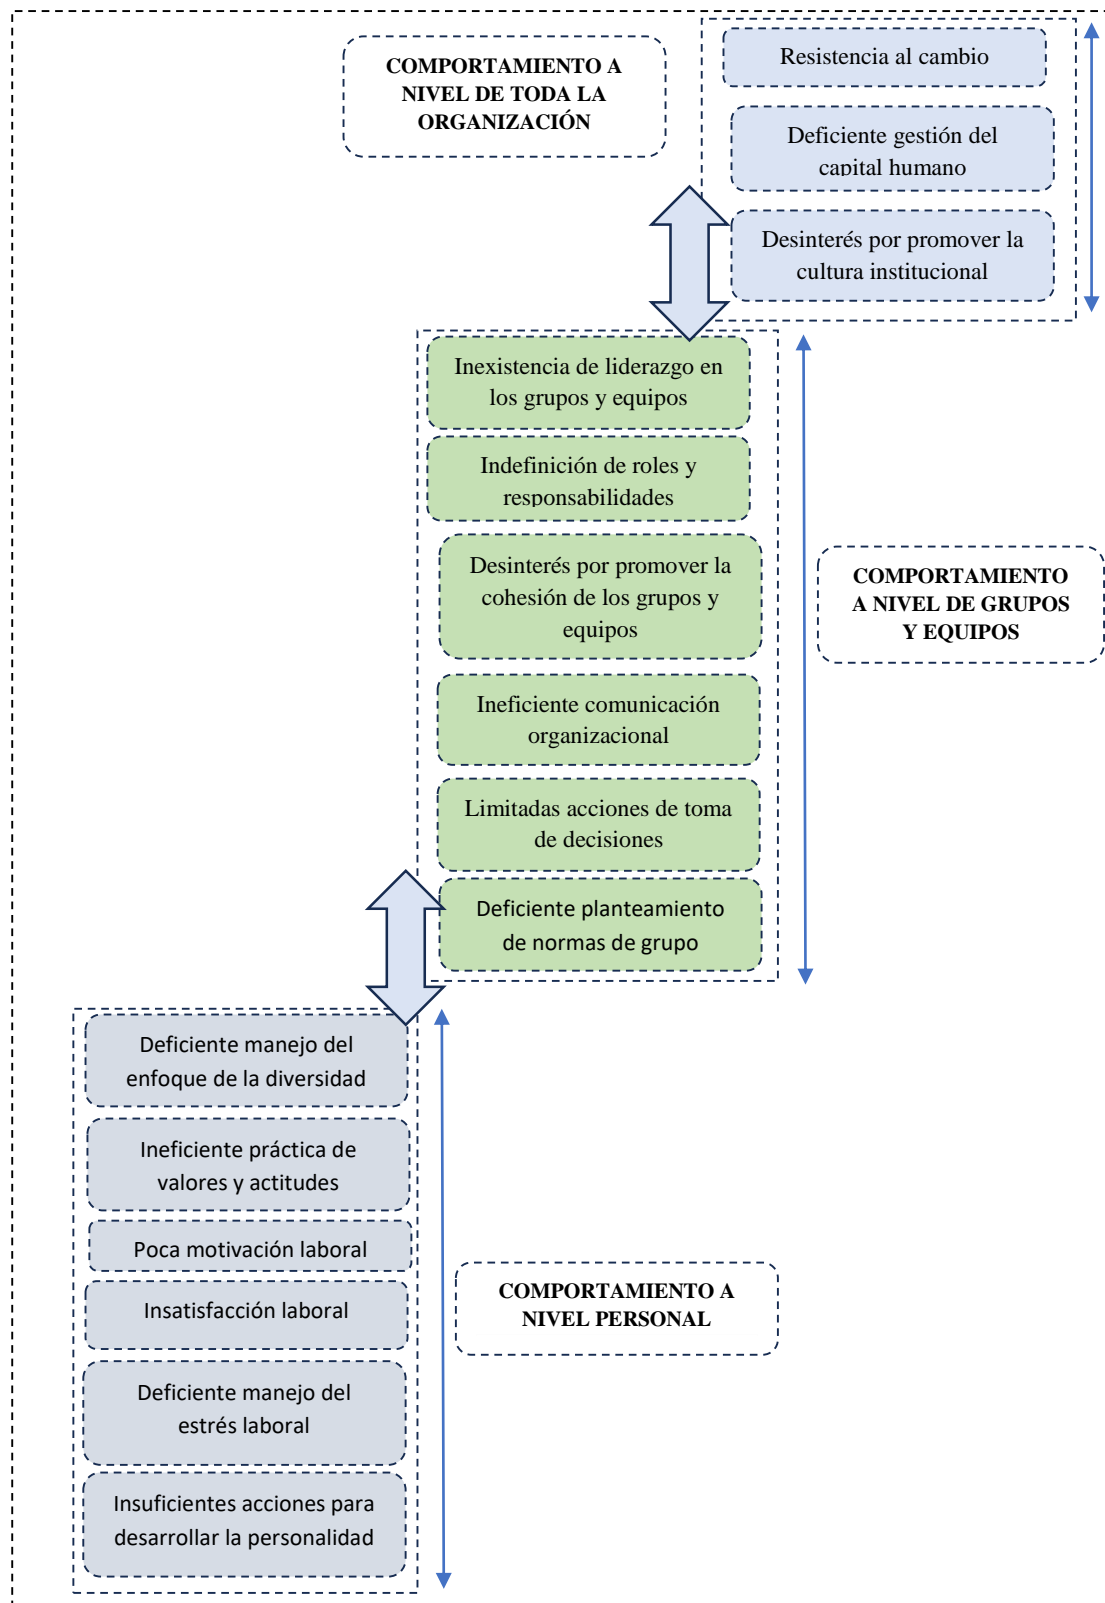 COMPORTAMIENTO A
NIVEL DE TODA LA
ORGANIZACIÓN
Resistencia al cambio
Deficiente gestión del
capital humano
Desinterés por promover la
cultura institucional
Inexistencia de liderazgo en
los grupos y equipos
Indefinición de roles y
responsabilidades
Desinterés por promover la
cohesión de los grupos y
equipos
Ineficiente comunicación
organizacional
Limitadas acciones de toma
de decisiones
Deficiente planteamiento
de normas de grupo
COMPORTAMIENTO
A NIVEL DE GRUPOS
Y EQUIPOS
Deficiente manejo del
enfoque de la diversidad
Ineficiente práctica de
valores y actitudes
Poca motivación laboral
Insatisfacción laboral
Deficiente manejo del
estrés laboral
Insuficientes acciones para
desarrollar la personalidad
COMPORTAMIENTO A
NIVEL PERSONAL